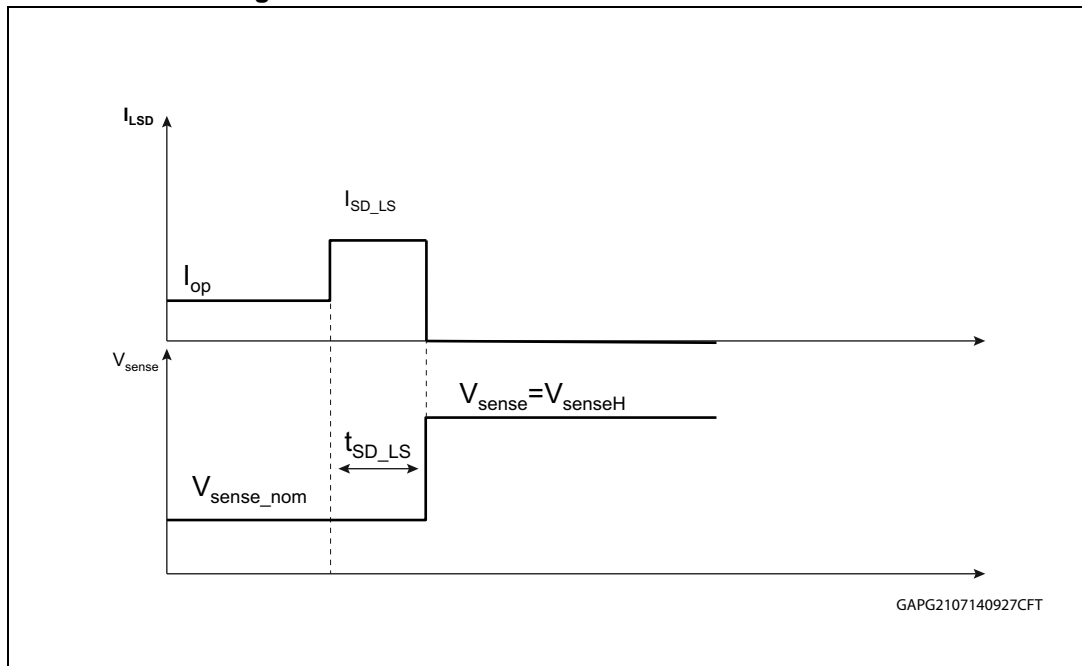 I_LSD
I_SD_LS
I_op
V_sense
V_sense=V_senseH
t_SD_LS
V_sense_nom
GAPG2107140927CFT